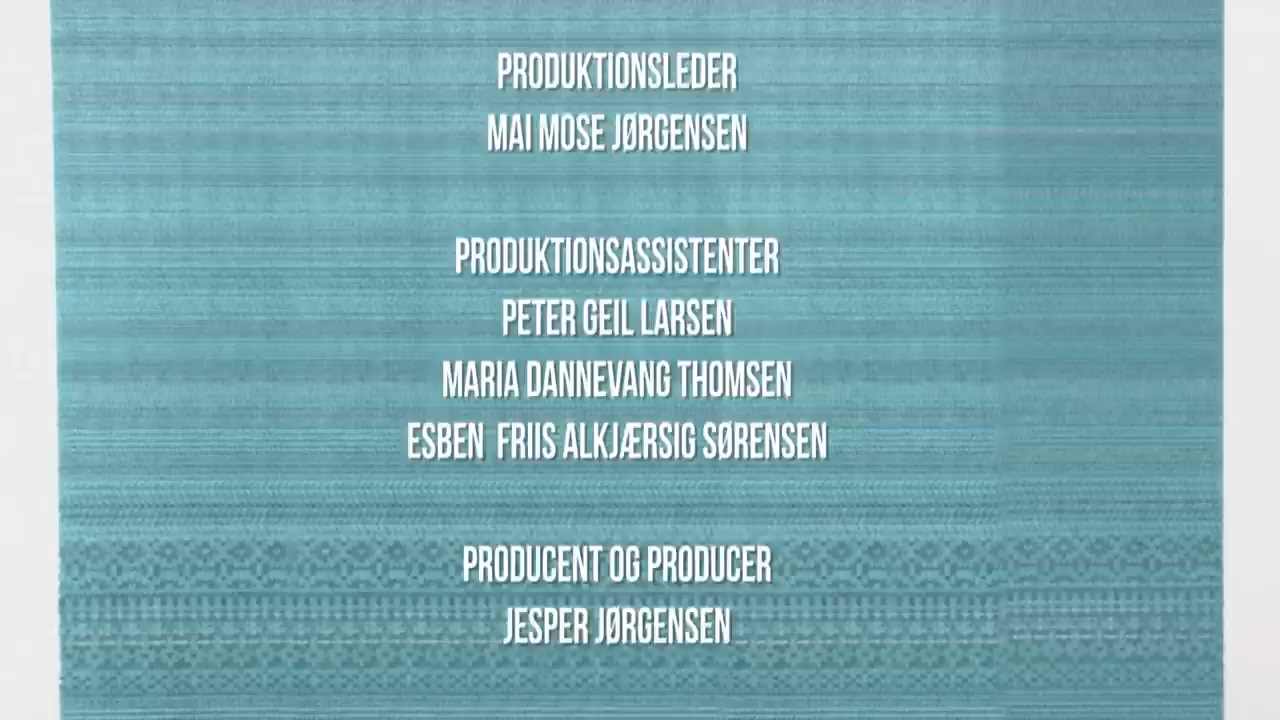 PRODUKTIONSLEDER
MAI MOSE JØRGENSEN
PRODUKTIONSASSISTENTER
PETER GEIL LARSEN
MARIA DANNEVANG THOMSEN
ESBEN FRIIS ALKJÆRSIG SØRENSEN
PRODUCENT OG PRODUCER
JESPER JØRGENSEN